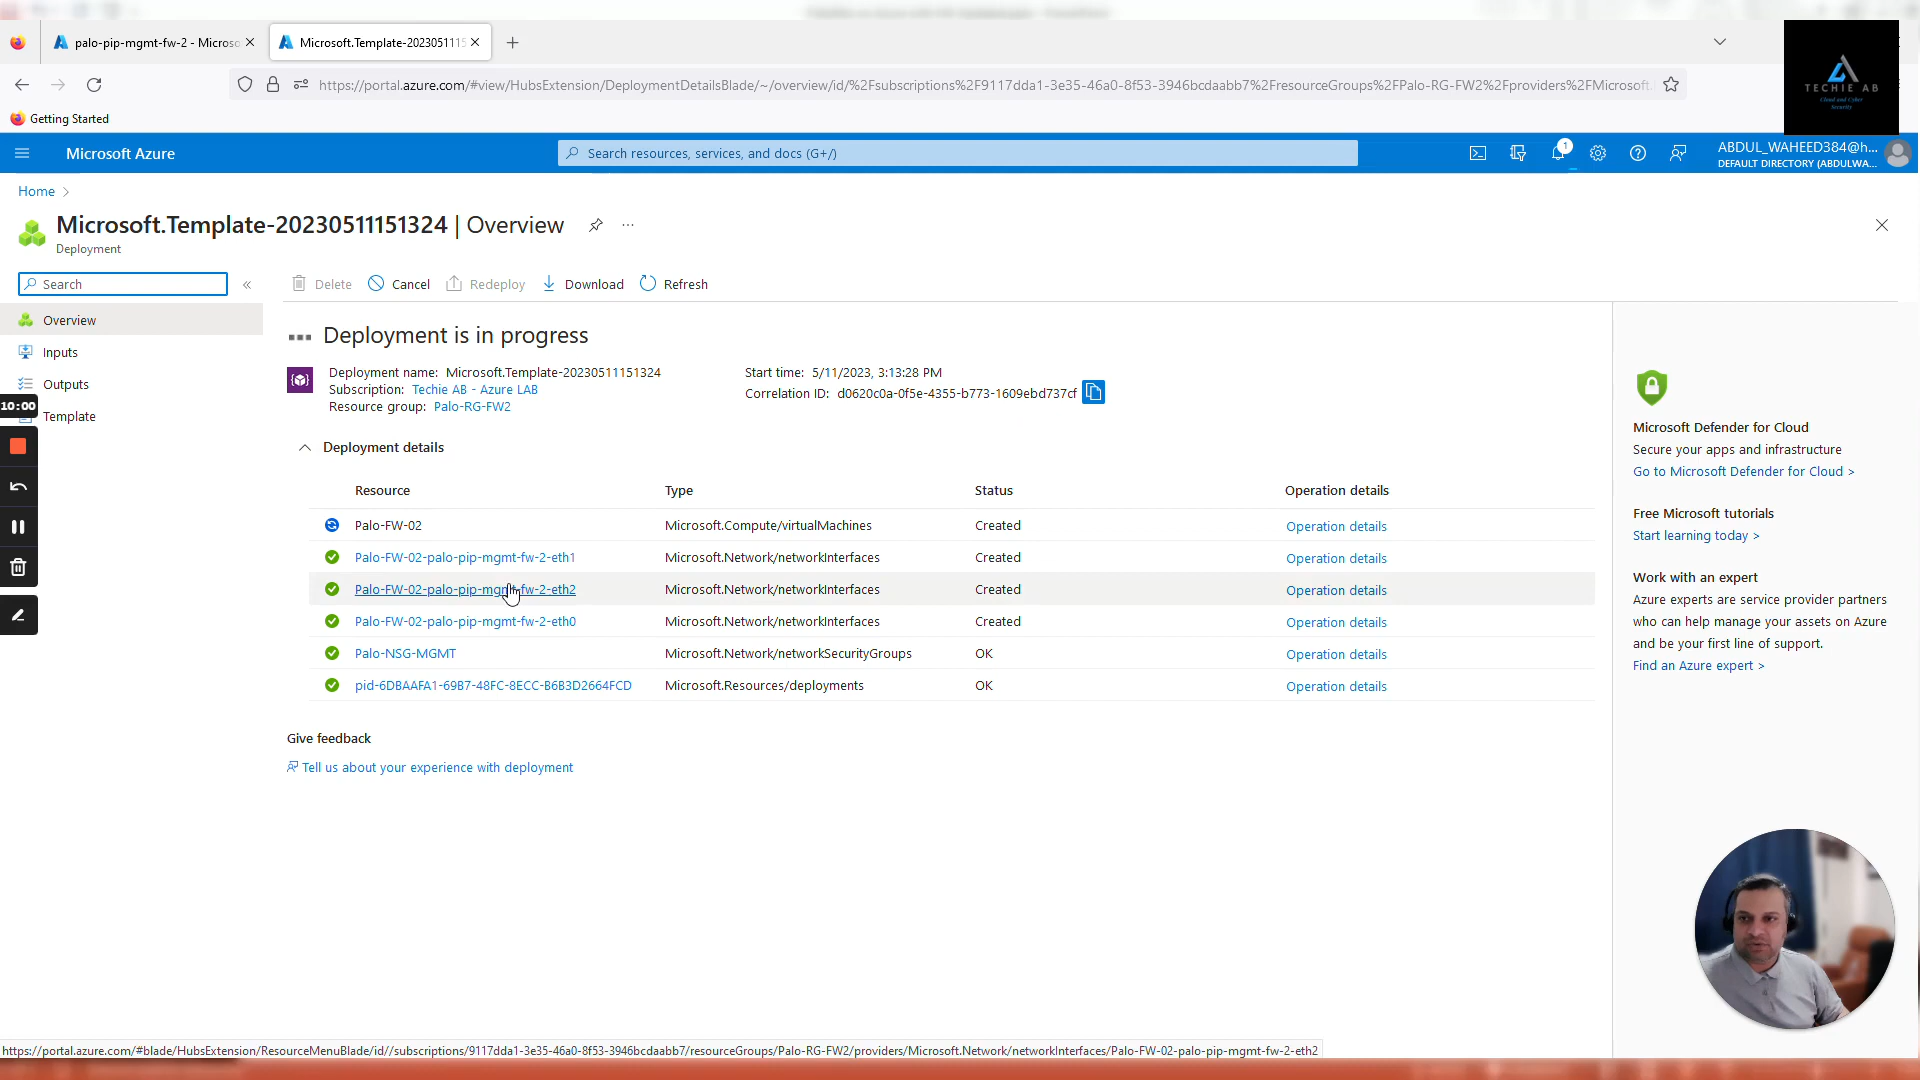 palo-pip-mgmt-fw-2 - Microso
Microsoft.Template-2023051115
https://portal.azure.com/#view/HubsExtension/DeploymentDetailsBlade/~/overview/id/%2Fsubscriptions%2F9117dda1-3e35-46a0-8f53-3946bcdaabb7%2FresourceGroups%2FPalo-RG-FW2%2Fproviders%2FMicrosoft.
TECHIE AB
Cloud and Cyber
Security
Getting Started
Microsoft Azure
Search resources, services, and docs (G+/)
1
ABDUL_WAHEED384@h...
DEFAULT DIRECTORY (ABDULWA...
Home >
Microsoft.Template-20230511151324 | Overview
Deployment
Search
Delete
Cancel
Redeploy
Download
Refresh
Overview
Inputs
Outputs
Template
10:00
Deployment is in progress
Deployment name: Microsoft.Template-20230511151324
Subscription: Techie AB - Azure LAB
Resource group: Palo-RG-FW2
Start time: 5/11/2023, 3:13:28 PM
Correlation ID: d0620c0a-0f5e-4355-b773-1609ebd737cf
Deployment details
Resource Type Status Operation details
Palo-FW-02 Microsoft.Compute/virtualMachines Created Operation details
Palo-FW-02-palo-pip-mgmt-fw-2-eth1 Microsoft.Network/networkInterfaces Created Operation details
Palo-FW-02-palo-pip-mgmt-fw-2-eth2 Microsoft.Network/networkInterfaces Created Operation details
Palo-FW-02-palo-pip-mgmt-fw-2-eth0 Microsoft.Network/networkInterfaces Created Operation details
Palo-NSG-MGMT Microsoft.Network/networkSecurityGroups OK Operation details
pid-6DBAAFA1-69B7-48FC-8ECC-B6B3D2664FCD Microsoft.Resources/deployments OK Operation details
Give feedback
Tell us about your experience with deployment
Microsoft Defender for Cloud
Secure your apps and infrastructure
Go to Microsoft Defender for Cloud >
Free Microsoft tutorials
Start learning today >
Work with an expert
Azure experts are service provider partners
who can help manage your assets on Azure
and be your first line of support.
Find an Azure expert >
https://portal.azure.com/#blade/HubsExtension/ResourceMenuBlade/id//subscriptions/9117dda1-3e35-46a0-8f53-3946bcdaabb7/resourceGroups/Palo-RG-FW2/providers/Microsoft.Network/networkInterfaces/Palo-FW-02-palo-pip-mgmt-fw-2-eth2